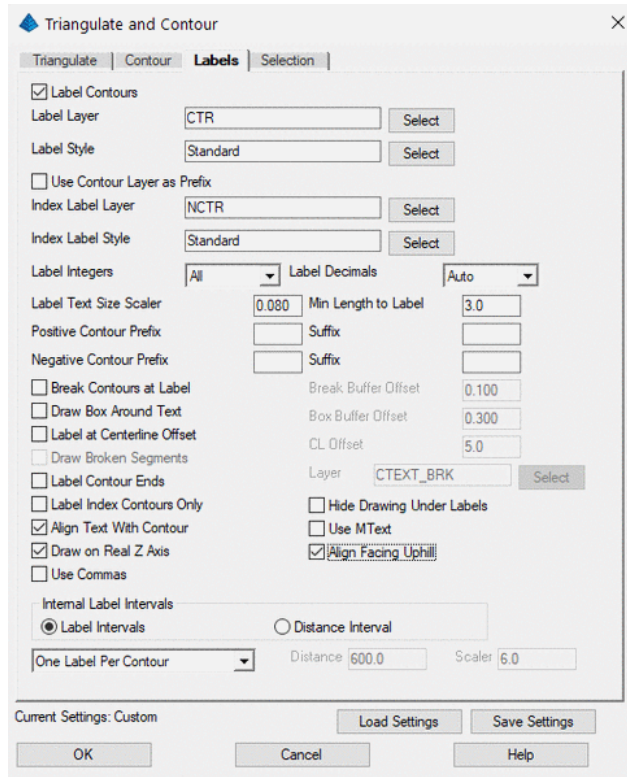 Triangulate and Contour
Triangulate Contour Labels Selection
Label Contours
Label Layer CTR Select
Label Style Standard Select
Use Contour Layer as Prefix
Index Label Layer NCTR Select
Index Label Style Standard Select
Label Integers All Label Decimals Auto
Label Text Size Scaler 0.080 Min Length to Label 3.0
Positive Contour Prefix Suffix
Negative Contour Prefix Suffix
Break Contours at Label Break Buffer Offset 0.100
Draw Box Around Text Box Buffer Offset 0.300
Label at Centerline Offset CL Offset 5.0
Draw Broken Segments Layer CTEXT_BRK Select
Label Contour Ends
Label Index Contours Only Hide Drawing Under Labels
Align Text With Contour Use MText
Draw on Real Z Axis Align Facing Uphill
Use Commas
Internal Label Intervals
Label Intervals Distance Interval
One Label Per Contour Distance 600.0 Scaler 6.0
Current Settings: Custom Load Settings Save Settings
OK Cancel Help